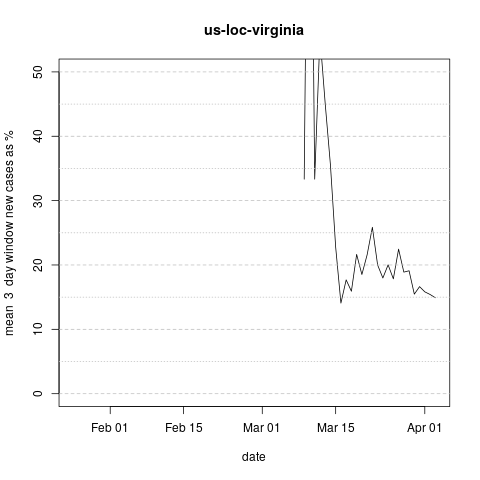 us-loc-virginia
mean 3 day window new cases as %
50
40
30
20
10
0
Feb 01
Feb 15
Mar 01
Mar 15
Apr 01
date